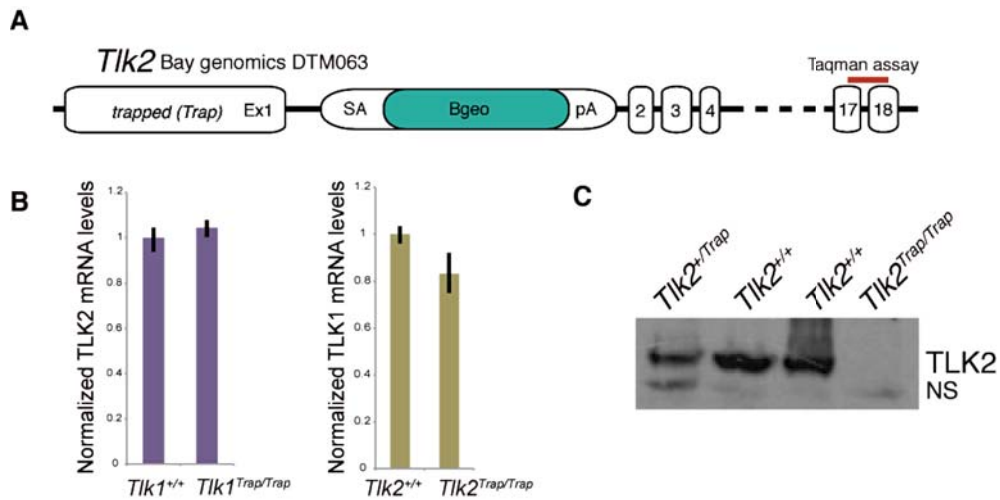 A
Tlk2 Bay genomics DTM063
Taqman assay
trapped (Trap) Ex1 SA Bgeo pA 2 3 4 17 18
B
Normalized TLK2 mRNA levels
1.2
1
0.8
0.6
0.4
0.2
0
Tlk1+/+ Tlk1Trap/Trap
Normalized TLK1 mRNA levels
1.2
1
0.8
0.6
0.4
0.2
0
Tlk2+/+ Tlk2Trap/Trap
C
Tlk2+/Trap Tlk2+/+ Tlk2+/+ Tlk2Trap/Trap
TLK2
NS